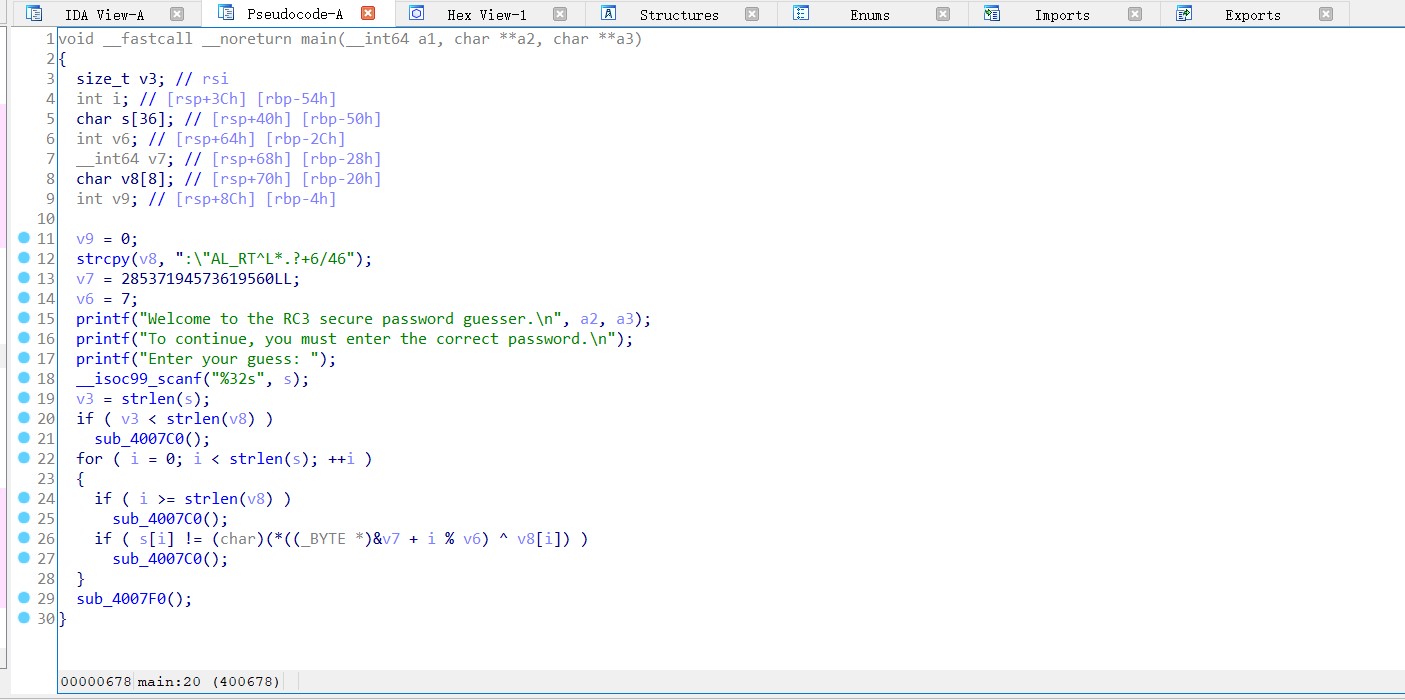 IDA View-A Pseudocode-A Hex View-1 Structures Enums Imports Exports
1 void __fastcall __noreturn main(__int64 a1, char **a2, char **a3)
2 {
3   size_t v3; // rsi
4   int i; // [rsp+3Ch] [rbp-54h]
5   char s[36]; // [rsp+40h] [rbp-50h]
6   int v6; // [rsp+64h] [rbp-2Ch]
7   __int64 v7; // [rsp+68h] [rbp-28h]
8   char v8[8]; // [rsp+70h] [rbp-20h]
9   int v9; // [rsp+8Ch] [rbp-4h]
10
11   v9 = 0;
12   strcpy(v8, ":\"AL_RT^L*.?+6/46");
13   v7 = 28537194573619560LL;
14   v6 = 7;
15   printf("Welcome to the RC3 secure password guesser.\n", a2, a3);
16   printf("To continue, you must enter the correct password.\n");
17   printf("Enter your guess: ");
18   __isoc99_scanf("%32s", s);
19   v3 = strlen(s);
20   if ( v3 < strlen(v8) )
21     sub_4007C0();
22   for ( i = 0; i < strlen(s); ++i )
23   {
24     if ( i >= strlen(v8) )
25       sub_4007C0();
26     if ( s[i] != (char)(*((_BYTE *)&v7 + i % v6) ^ v8[i]) )
27       sub_4007C0();
28   }
29   sub_4007F0();
30 }
00000678 main:20 (400678)